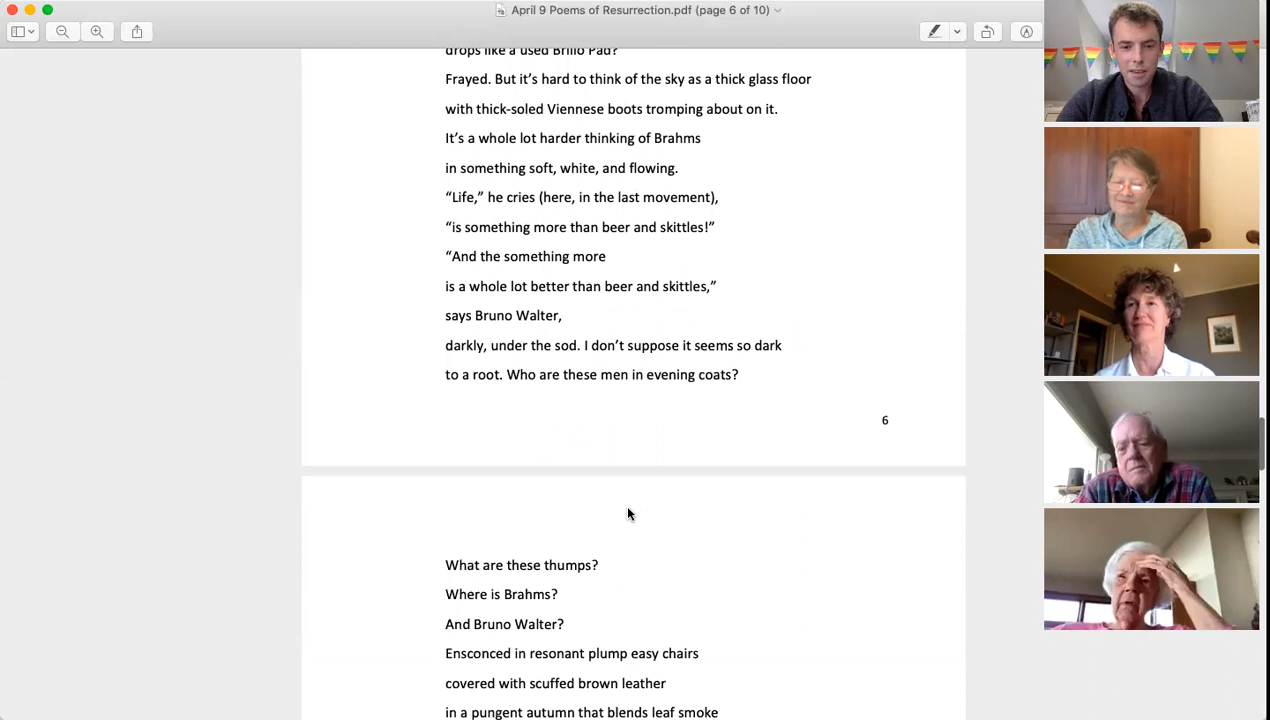 April 9 Poems of Resurrection.pdf (page 6 of 10)
drops like a used Brillo Pad?
Frayed. But it’s hard to think of the sky as a thick glass floor
with thick-soled Viennese boots tromping about on it.
It’s a whole lot harder thinking of Brahms
in something soft, white, and flowing.
“Life,” he cries (here, in the last movement),
“is something more than beer and skittles!”
“And the something more
is a whole lot better than beer and skittles,”
says Bruno Walter,
darkly, under the sod. I don’t suppose it seems so dark
to a root. Who are these men in evening coats?
6
What are these thumps?
Where is Brahms?
And Bruno Walter?
Ensconced in resonant plump easy chairs
covered with scuffed brown leather
in a pungent autumn that blends leaf smoke